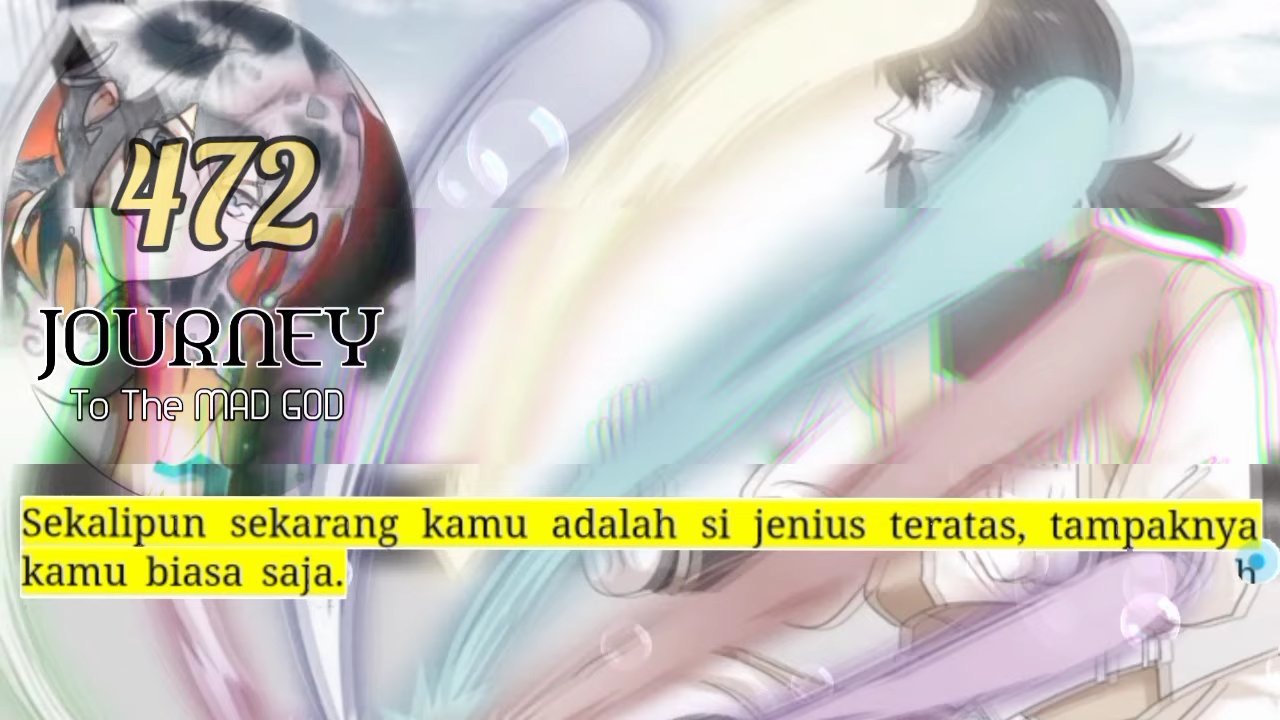 472
JOURNEY
To The MAD GOD
Sekalipun sekarang kamu adalah si jenius teratas, tampaknya
kamu biasa saja.
h